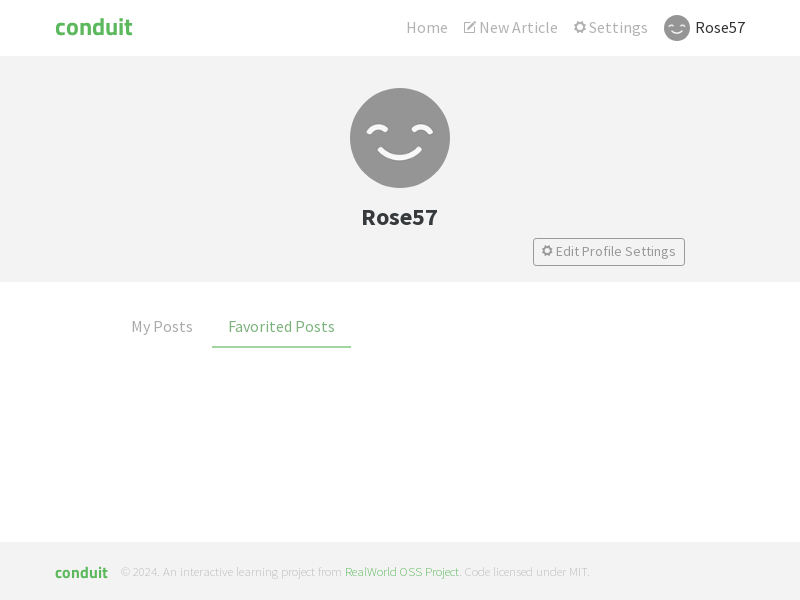 conduit Home New Article Settings Rose57
Rose57
Edit Profile Settings
My Posts Favorited Posts
conduit © 2024. An interactive learning project from RealWorld OSS Project. Code licensed under MIT.